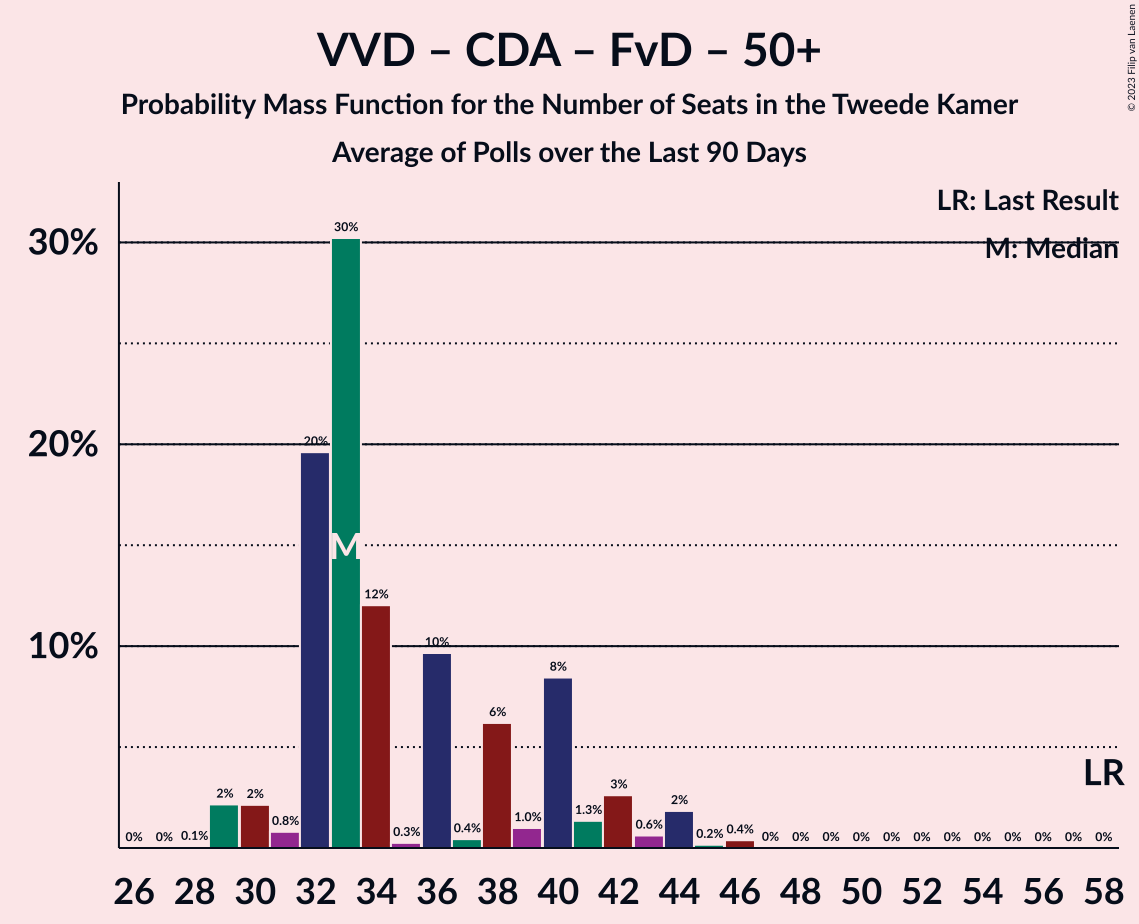 VVD – CDA – FvD – 50+
Probability Mass Function for the Number of Seats in the Tweede Kamer
Average of Polls over the Last 90 Days
© 2023 Filip van Laenen
LR: Last Result
M: Median
30%
20%
10%
0% 0% 0.1% 2% 2% 0.8% 20% 30% 12% 0.3% 10% 0.4% 6% 1.0% 8% 1.3% 3% 0.6% 2% 0.2% 0.4% 0% 0% 0% 0% 0% 0% 0% 0% 0% 0% 0% 0%
M
LR
26 28 30 32 34 36 38 40 42 44 46 48 50 52 54 56 58